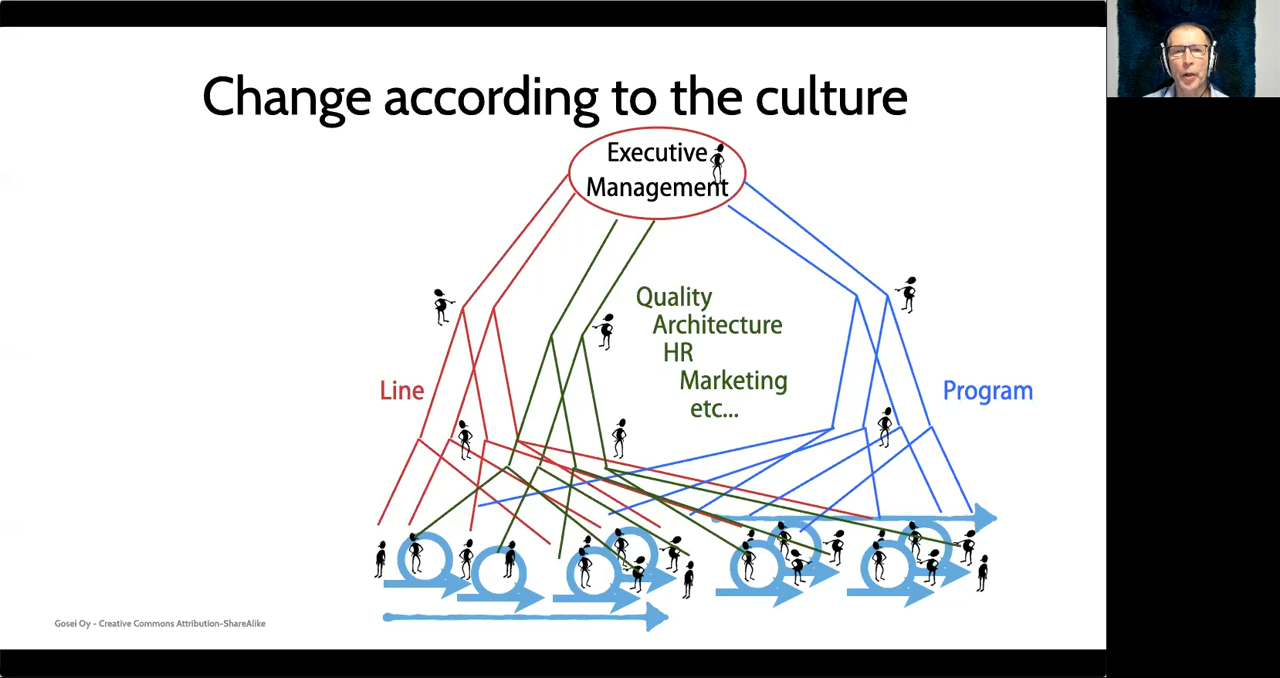 Change according to the culture
Executive
Management
Quality
Architecture
HR
Marketing
etc...
Line
Program
Gosei Oy - Creative Commons Attribution-ShareAlike